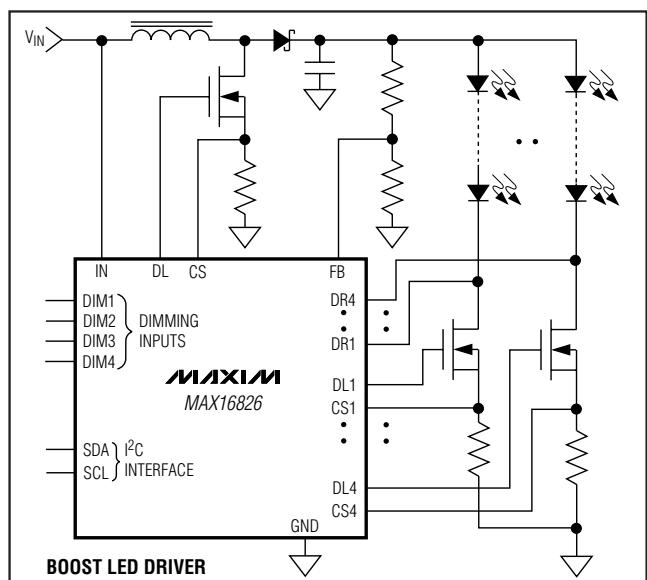 VIN
IN
DL
CS
FB
DIM1
DIM2
DIM3
DIM4
DIMMING
INPUTS
MAXIM
MAX16826
SDA
SCL
I²C
INTERFACE
DR4
DR1
DL1
CS1
DL4
CS4
GND
BOOST LED DRIVER